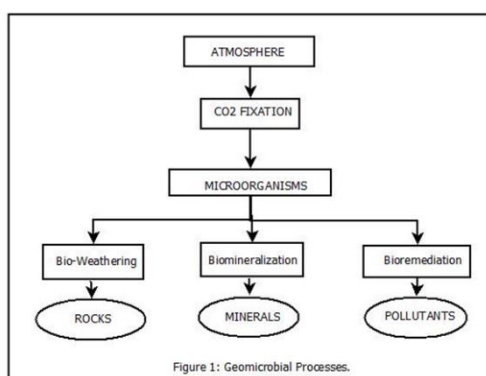 ATMOSPHERE
CO2 FIXATION
MICROORGANISMS
Bio-Weathering
Biomineralization
Bioremediation
ROCKS
MINERALS
POLLUTANTS
Figure 1: Geomicrobial Processes.